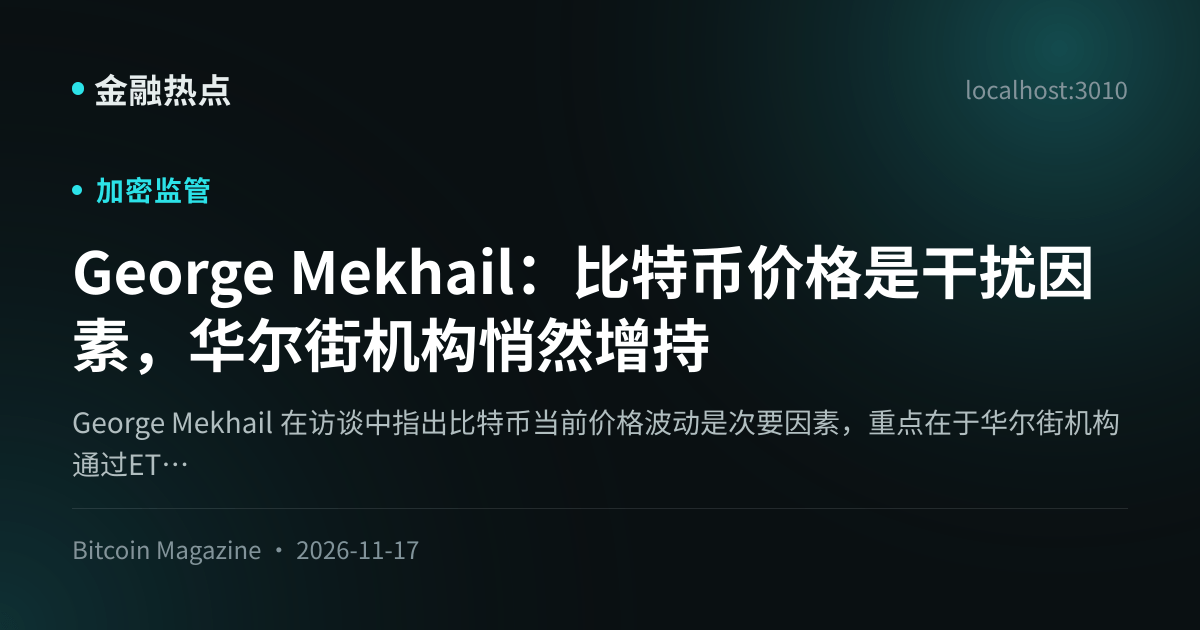 金融热点
localhost:3010
加密监管
George Mekhail：比特币价格是干扰因
素，华尔街机构悄然增持
George Mekhail 在访谈中指出比特币当前价格波动是次要因素，重点在于华尔街机构
通过ET…
Bitcoin Magazine · 2026-11-17